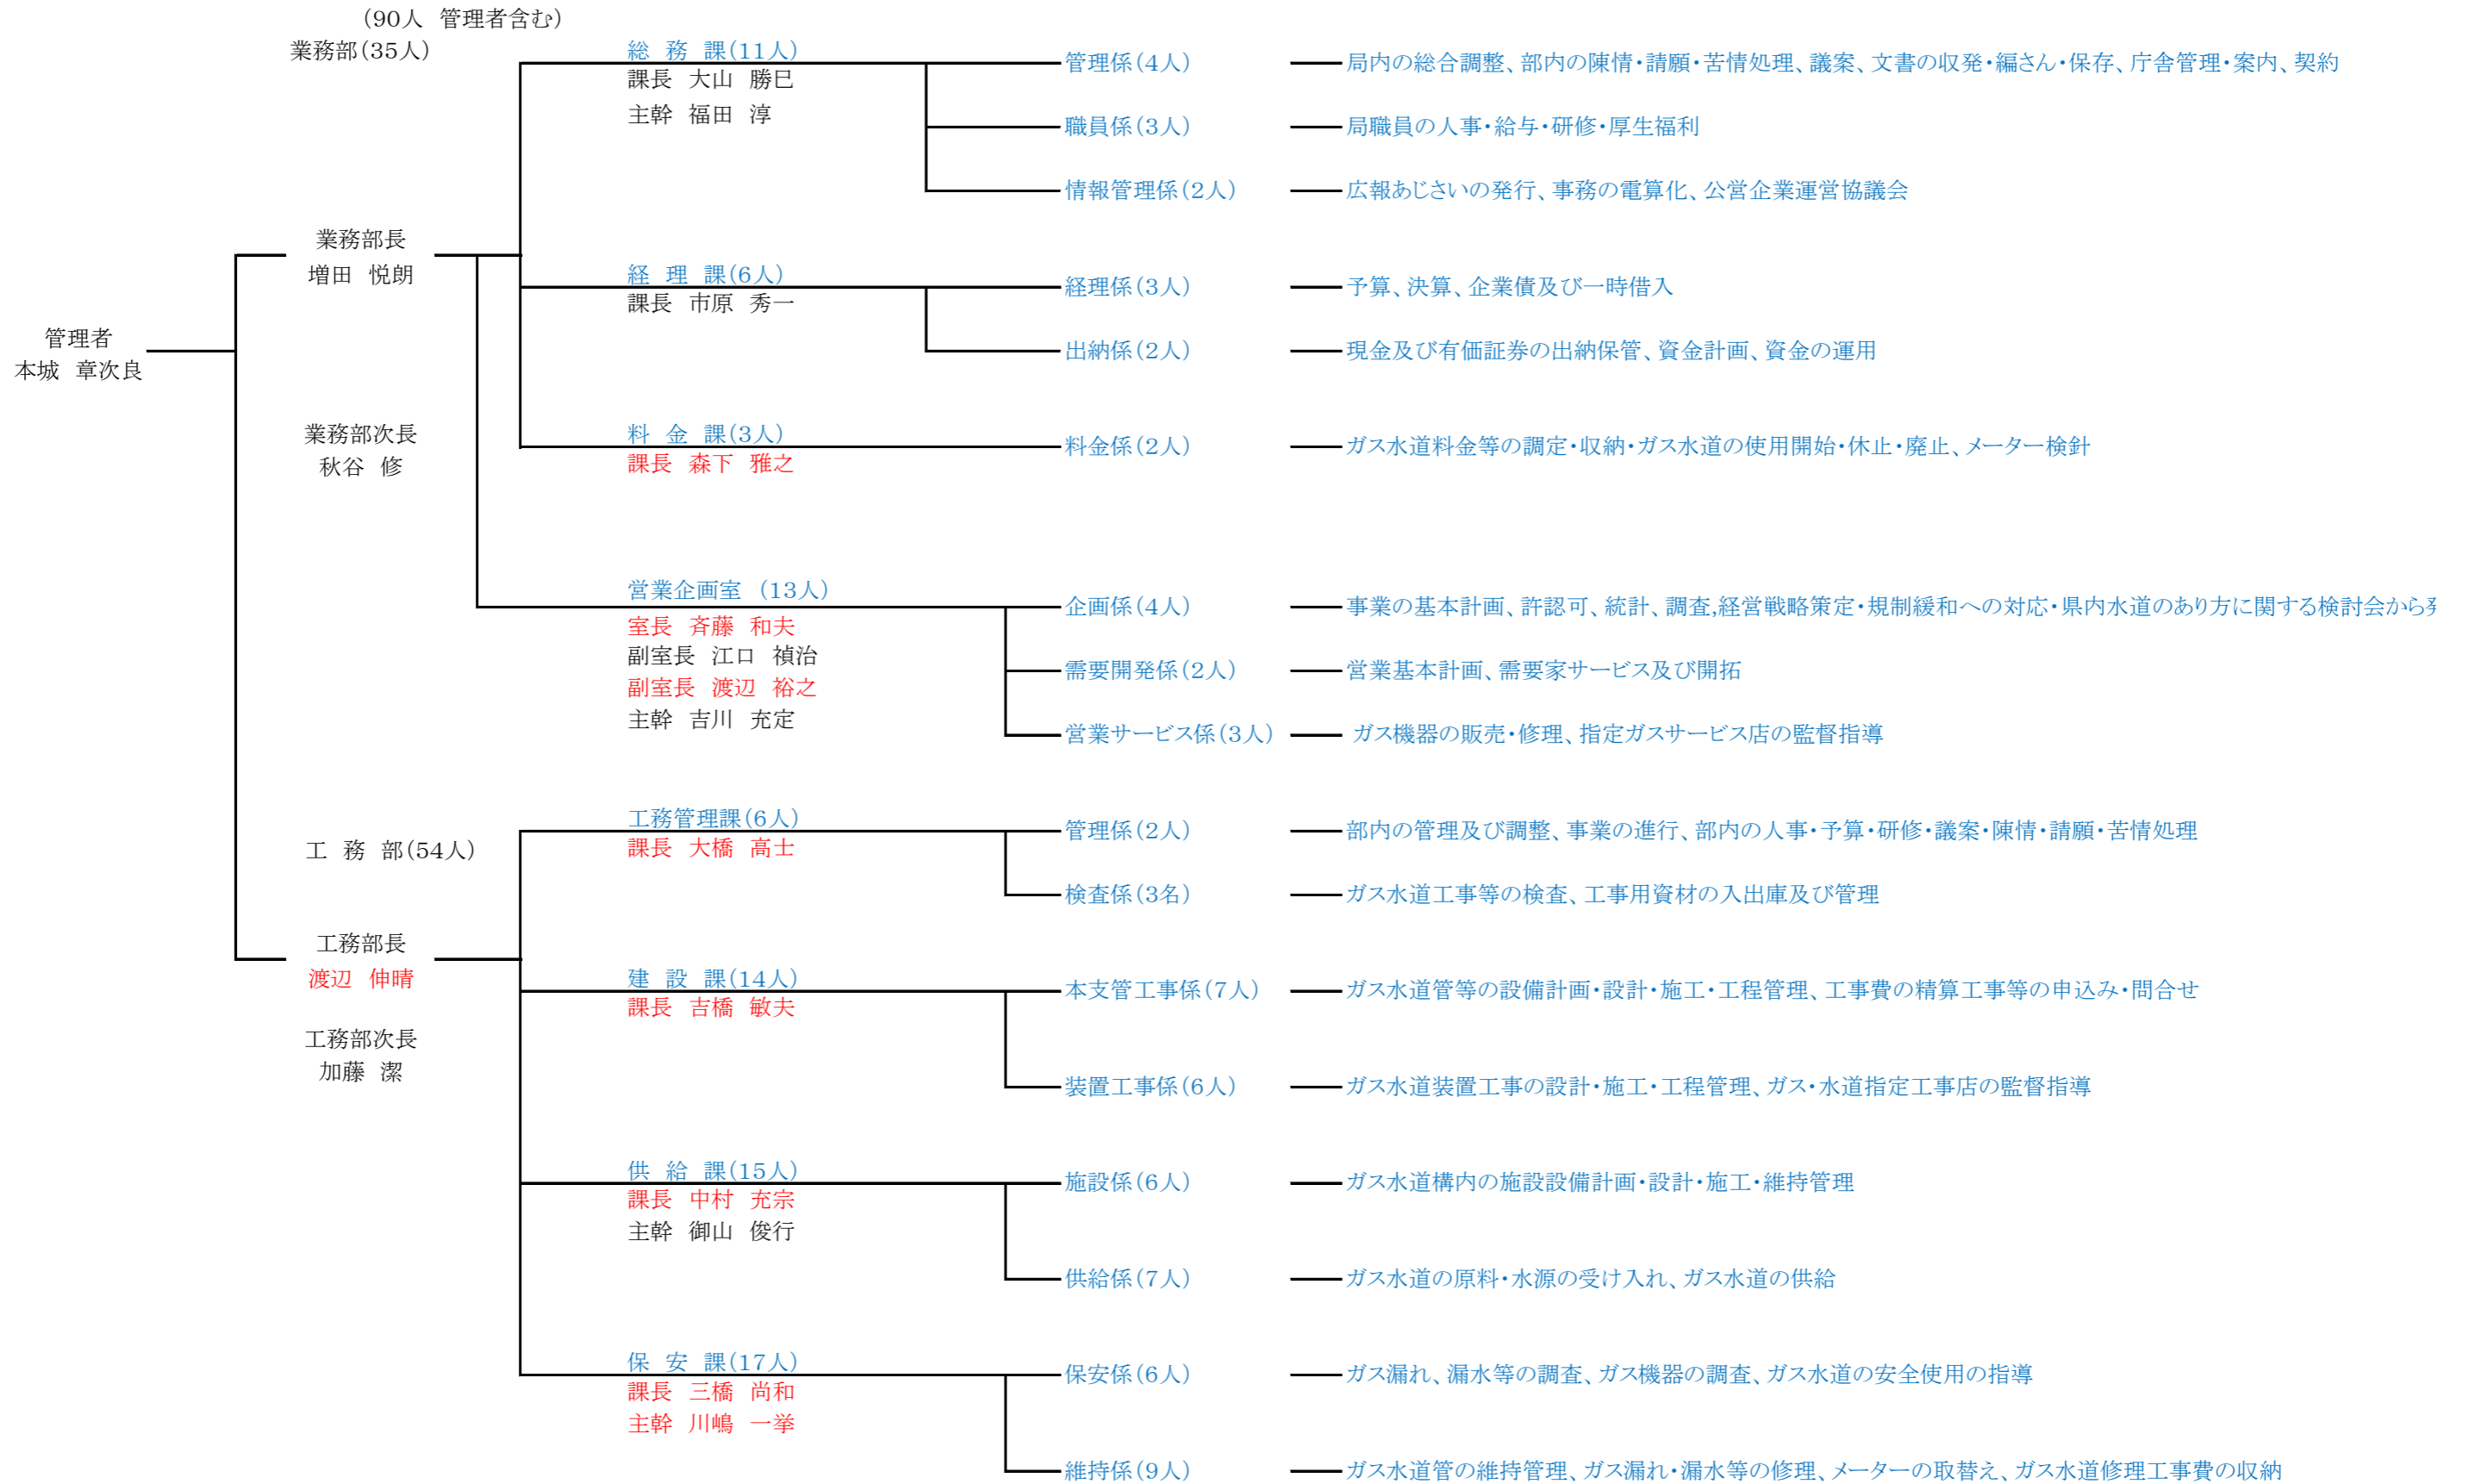 (90人　管理者含む)
業務部(35人)
総　務　課(11人)
課長　大山　勝巳
主幹　福田　淳
管理係(4人)
局内の総合調整、部内の陳情・請願・苦情処理、議案、文書の収発・編さん・保存、庁舎管理・案内、契約
職員係(3人)
局職員の人事・給与・研修・厚生福利
情報管理係(2人)
広報あじさいの発行、事務の電算化、公営企業運営協議会
業務部長
増田　悦朗
経　理　課(6人)
課長　市原　秀一
経理係(3人)
予算、決算、企業債及び一時借入
出納係(2人)
現金及び有価証券の出納保管、資金計画、資金の運用
管理者
本城　章次良
業務部次長
秋谷　修
料　金　課(3人)
課長　森下　雅之
料金係(2人)
ガス水道料金等の調定・収納・ガス水道の使用開始・休止・廃止、メーター検針
営業企画室　(13人)
室長　斉藤　和夫
副室長　江口　禎治
副室長　渡辺　裕之
主幹　吉川　充定
企画係(4人)
事業の基本計画、許認可、統計、調査,経営戦略策定・規制緩和への対応・県内水道のあり方に関する検討会から
需要開発係(2人)
営業基本計画、需要家サービス及び開拓
営業サービス係(3人)
ガス機器の販売・修理、指定ガスサービス店の監督指導
工　務　部(54人)
工務管理課(6人)
課長　大橋　高士
管理係(2人)
部内の管理及び調整、事業の進行、部内の人事・予算・研修・議案・陳情・請願・苦情処理
検査係(3名)
ガス水道工事等の検査、工事用資材の入出庫及び管理
工務部長
渡辺　伸晴
工務部次長
加藤　潔
建　設　課(14人)
課長　吉橋　敏夫
本支管工事係(7人)
ガス水道管等の設備計画・設計・施工・工程管理、工事費の精算工事等の申込み・問合せ
装置工事係(6人)
ガス水道装置工事の設計・施工・工程管理、ガス・水道指定工事店の監督指導
供　給　課(15人)
課長　中村　充宗
主幹　御山　俊行
施設係(6人)
ガス水道構内の施設設備計画・設計・施工・維持管理
供給係(7人)
ガス水道の原料・水源の受け入れ、ガス水道の供給
保　安　課(17人)
課長　三橋　尚和
主幹　川嶋　一挙
保安係(6人)
ガス漏れ、漏水等の調査、ガス機器の調査、ガス水道の安全使用の指導
維持係(9人)
ガス水道管の維持管理、ガス漏れ・漏水等の修理、メーターの取替え、ガス水道修理工事費の収納